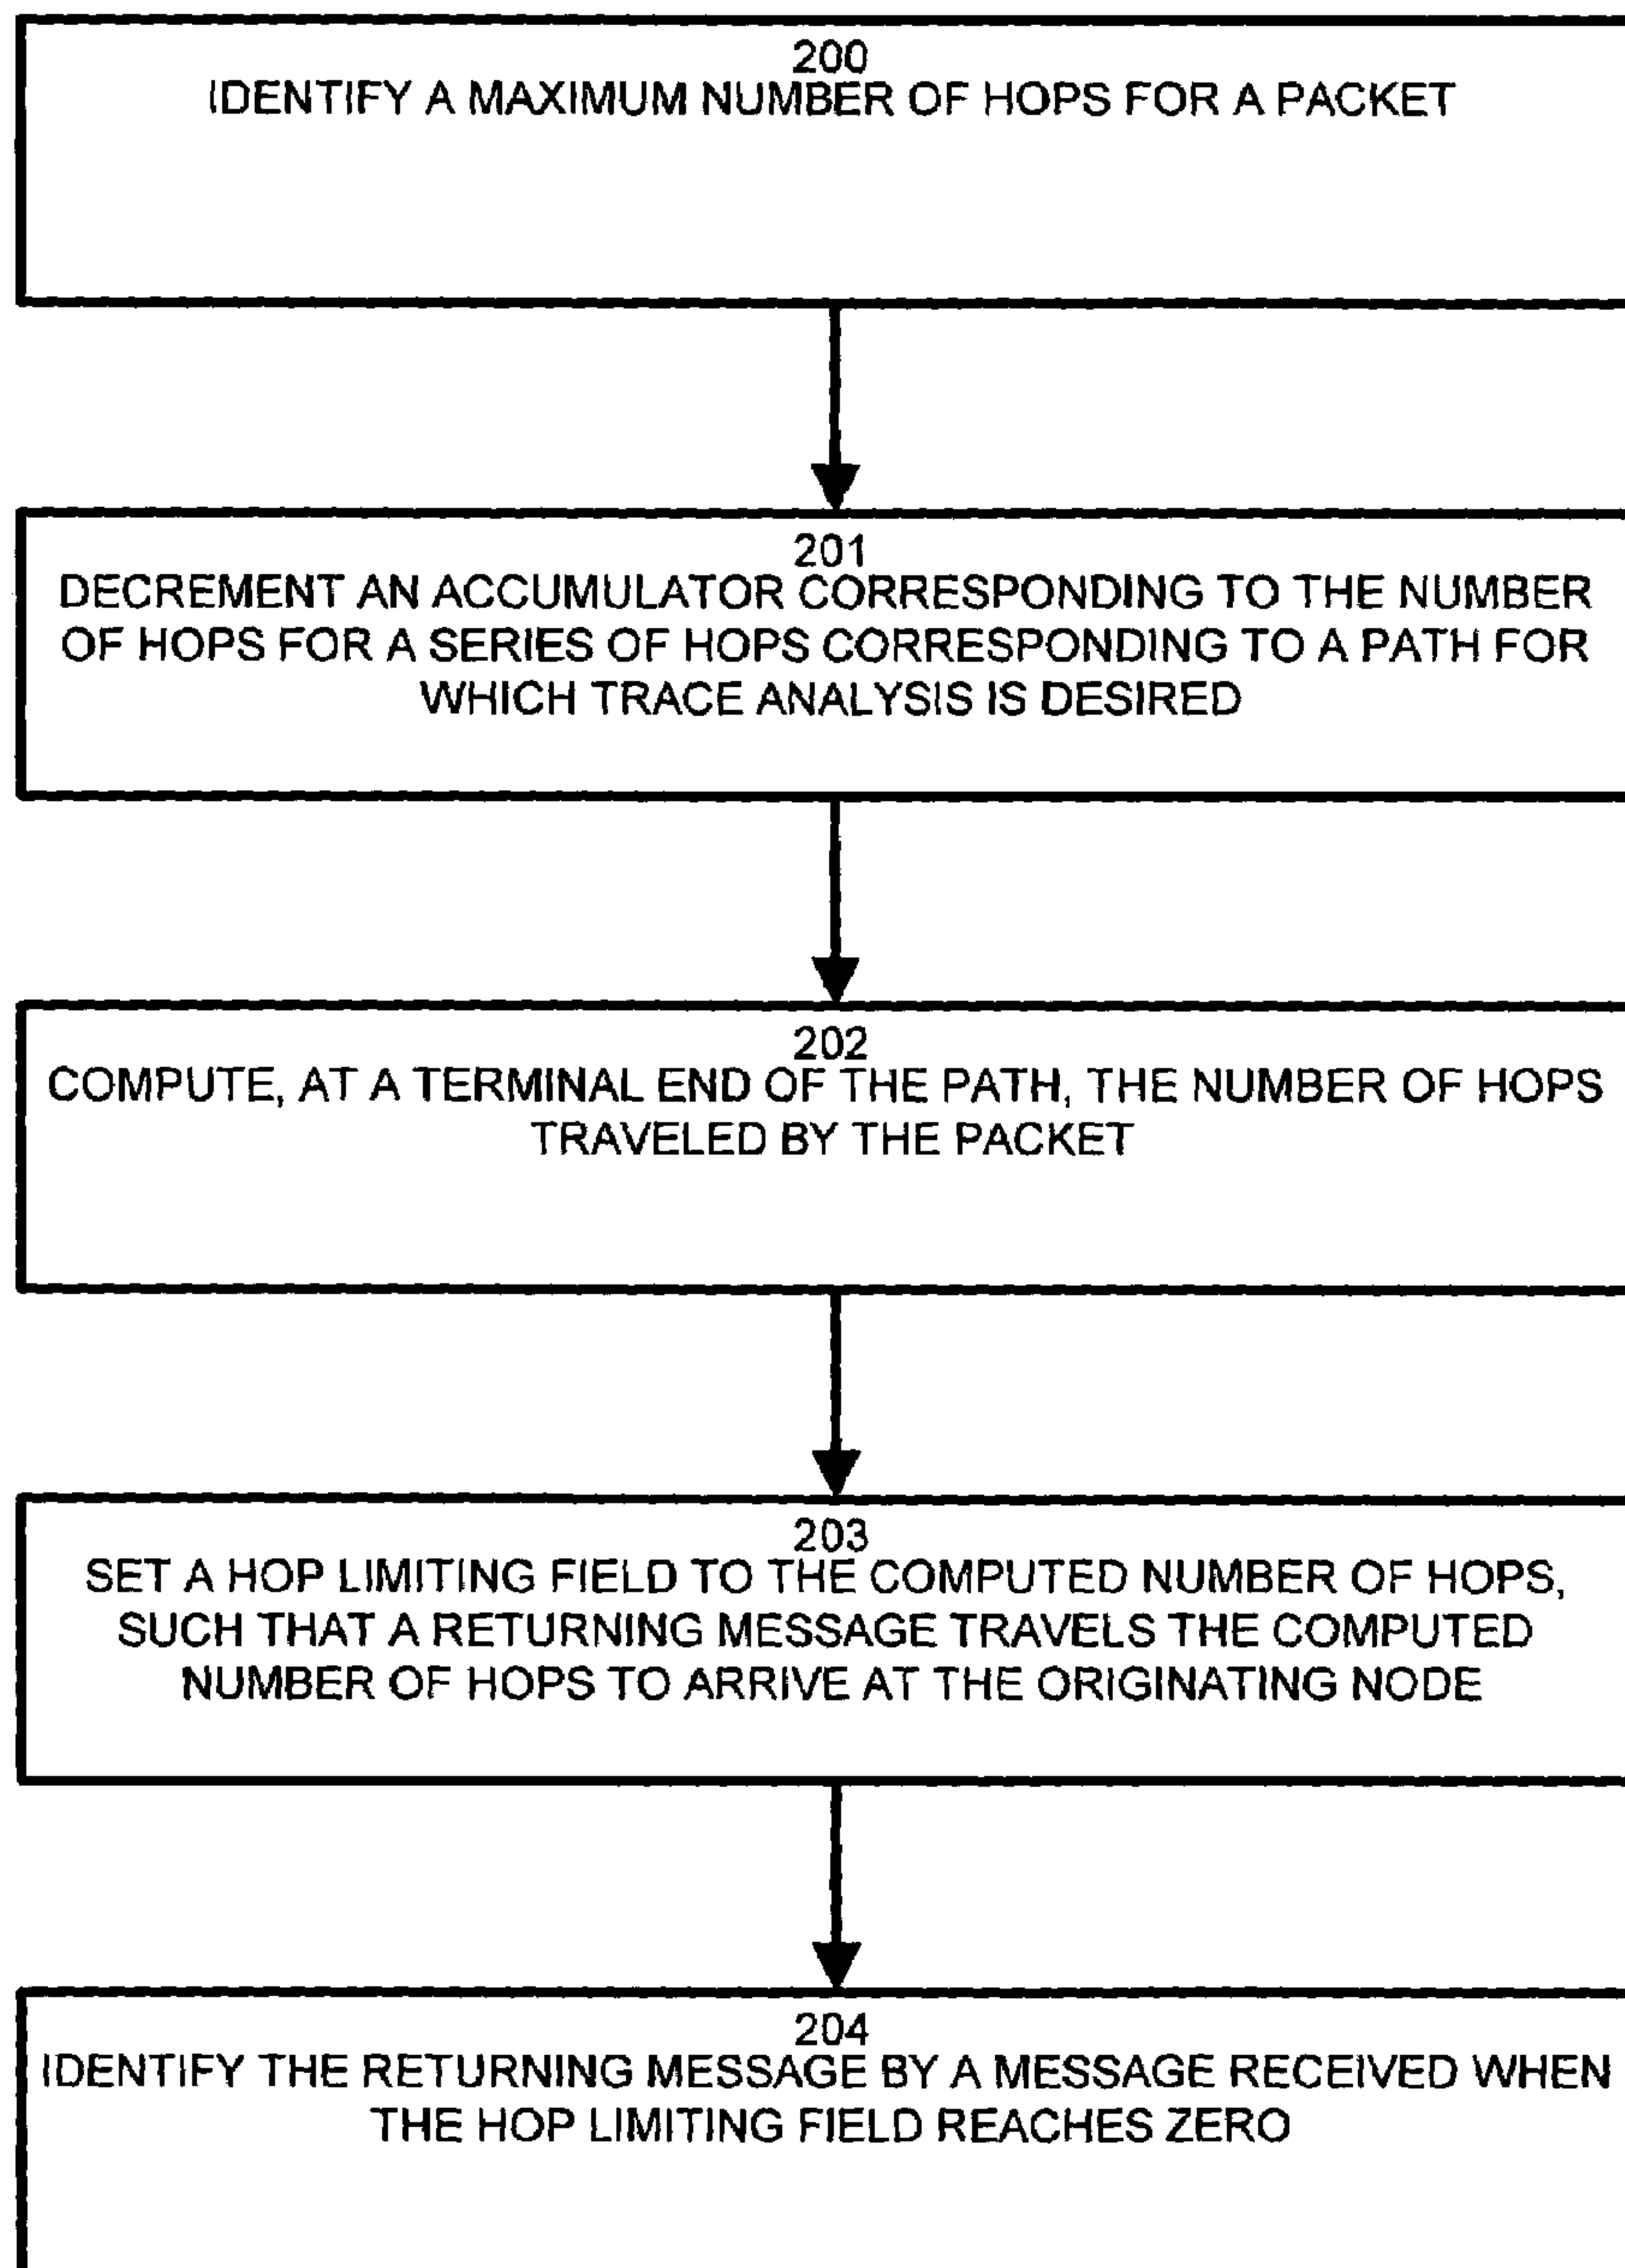 200
IDENTIFY A MAXIMUM NUMBER OF HOPS FOR A PACKET
201
DECREMENT AN ACCUMULATOR CORRESPONDING TO THE NUMBER
OF HOPS FOR A SERIES OF HOPS CORRESPONDING TO A PATH FOR
WHICH TRACE ANALYSIS IS DESIRED
202
COMPUTE, AT A TERMINAL END OF THE PATH, THE NUMBER OF HOPS
TRAVELED BY THE PACKET
203
SET A HOP LIMITING FIELD TO THE COMPUTED NUMBER OF HOPS,
SUCH THAT A RETURNING MESSAGE TRAVELS THE COMPUTED
NUMBER OF HOPS TO ARRIVE AT THE ORIGINATING NODE
204
IDENTIFY THE RETURNING MESSAGE BY A MESSAGE RECEIVED WHEN
THE HOP LIMITING FIELD REACHES ZERO